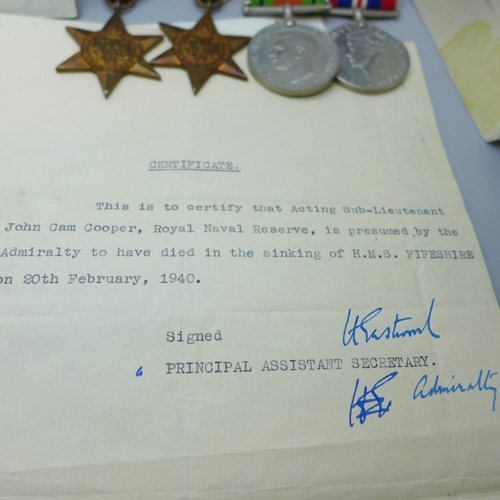 CERTIFICATE.
This is to certify that Acting Sub-Lieutenant
John Cam Cooper, Royal Naval Reserve, is presumed by the
Admiralty to have died in the sinking of H.M.S. FIFESHIRE
on 20th February, 1940.
Signed
PRINCIPAL ASSISTANT SECRETARY.
Admiralty